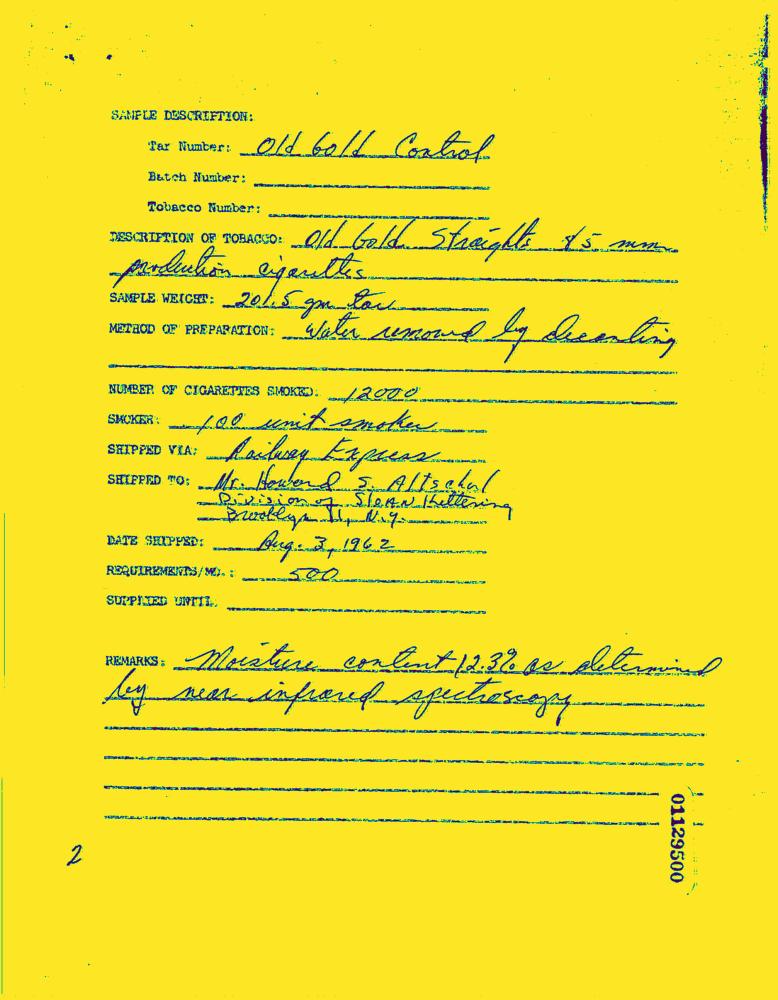 SAMPLE DESCRIPTION:
Tar Number: Old Gold Control
Batch Number:
Tobacco Number:
DESCRIPTION OF TOBACCO: Old Gold Straights 85 mm
production cigarettes
SAMPLE WEIGHT: 201.5 gm tar
METHOD OF PREPARATION: Water removed by decanting
NUMBER OF CIGARETTES SMOKED: 12000
SMOKER: 100 unit smoker
SHIPPED VIA: Railway Express
SHIPPED TO: Mr. Howard S. Altschul
Division of Sloan Kettering
Brooklyn 11, N.Y.
DATE SHIPPED: Aug. 3, 1962
REQUIREMENTS/MO.: 500
SUPPLIED UNTIL
REMARKS: Moisture content 12.3% as determined
by near infrared spectroscopy
01129500
2